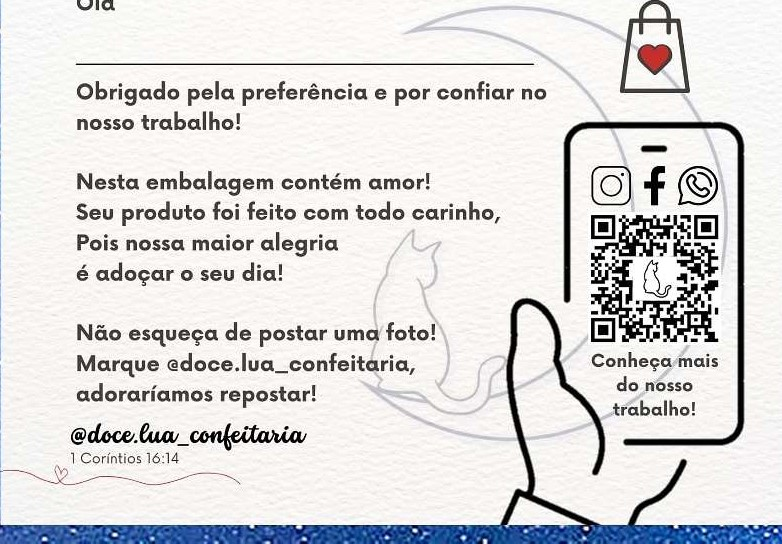 Olá
Obrigado pela preferência e por confiar no
nosso trabalho!
Nesta embalagem contém amor!
Seu produto foi feito com todo carinho,
Pois nossa maior alegria
é adoçar o seu dia!
Não esqueça de postar uma foto!
Marque @doce.lua_confeitaria,
adoraríamos repostar!
@doce.lua_confeitaria
1 Coríntios 16:14
Conheça mais
do nosso
trabalho!